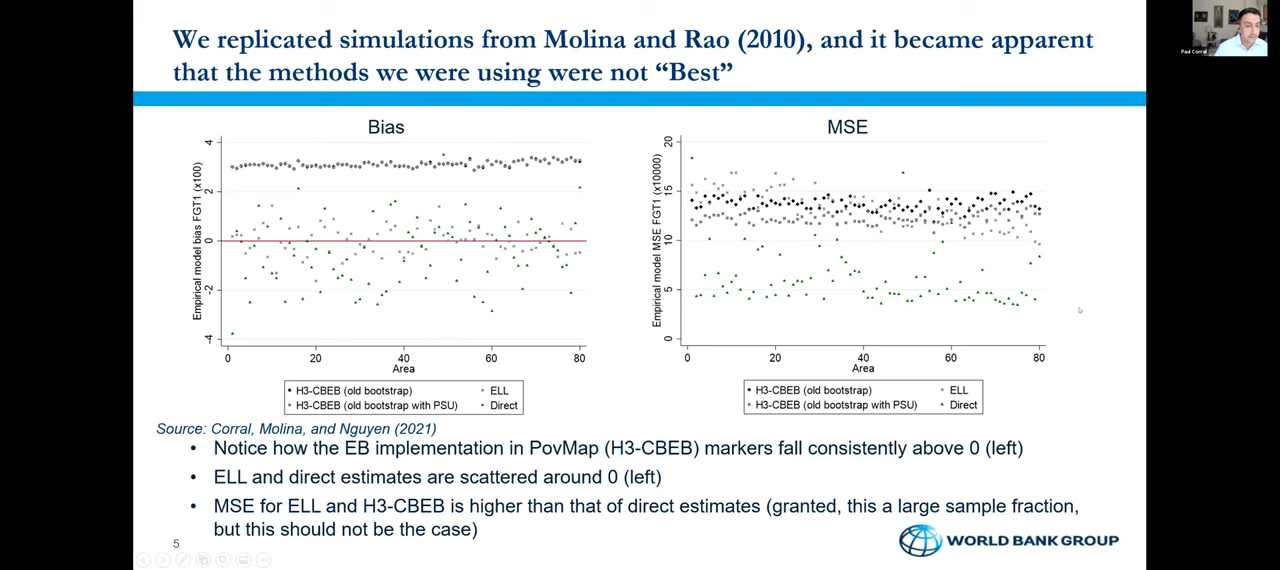 We replicated simulations from Molina and Rao (2010), and it became apparent
that the methods we were using were not “Best”
Paul Corral
Bias
Empirical model bias FGT1 (x100)
4
2
0
-2
-4
0 20 40 60 80
Area
H3-CBEB (old bootstrap) ELL
H3-CBEB (old bootstrap with PSU) Direct
MSE
Empirical model MSE FGT1 (x10000)
20
15
10
5
0
0 20 40 60 80
Area
H3-CBEB (old bootstrap) ELL
H3-CBEB (old bootstrap with PSU) Direct
Source: Corral, Molina, and Nguyen (2021)
• Notice how the EB implementation in PovMap (H3-CBEB) markers fall consistently above 0 (left)
• ELL and direct estimates are scattered around 0 (left)
• MSE for ELL and H3-CBEB is higher than that of direct estimates (granted, this a large sample fraction,
but this should not be the case)
5
WORLD BANK GROUP